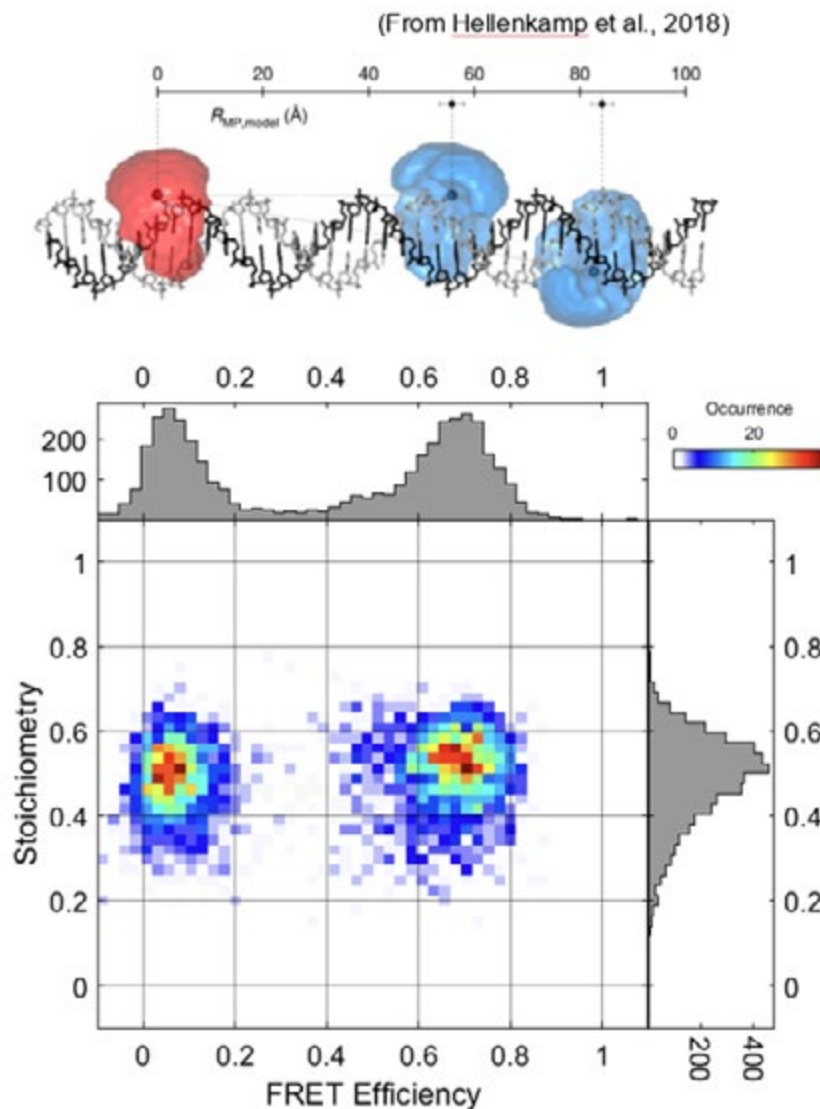 (From Hellenkamp et al., 2018)
0 20 40 60 80 100
R_MP,model (Å)
0 0.2 0.4 0.6 0.8 1
Occurrence
0 20
200
100
1 1
0.8 0.8
0.6 0.6
0.4 0.4
0.2 0.2
0 0
Stoichiometry
0 0.2 0.4 0.6 0.8 1
200 400
FRET Efficiency